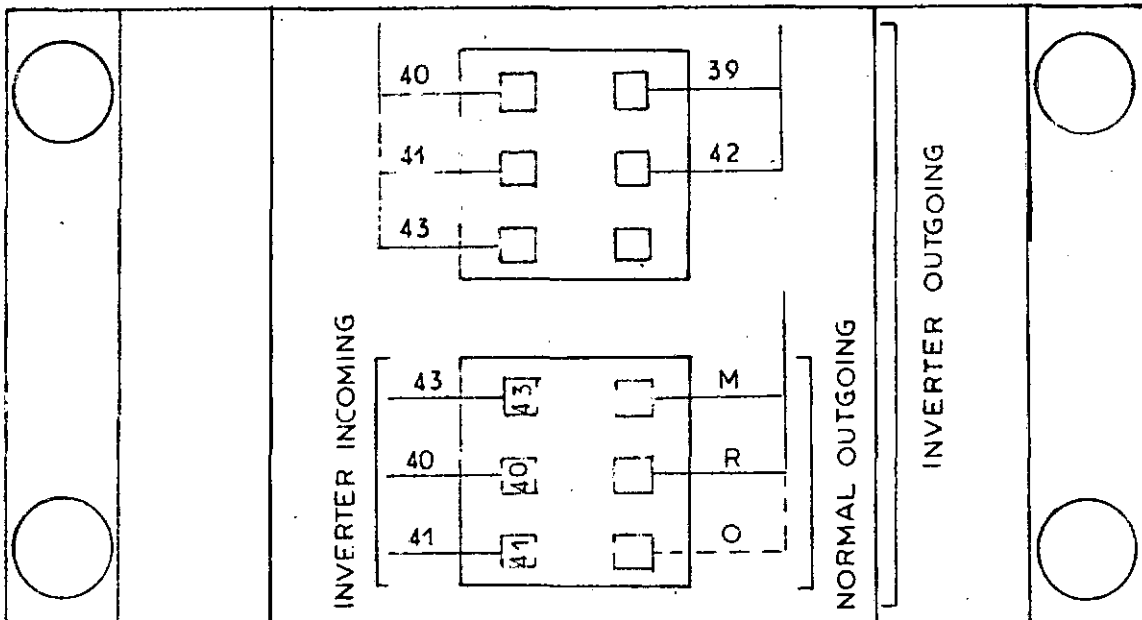 40 39
41 42
43
INVERTER INCOMING
43 43 M
40 40 R
41 41 O
NORMAL OUTGOING
INVERTER OUTGOING